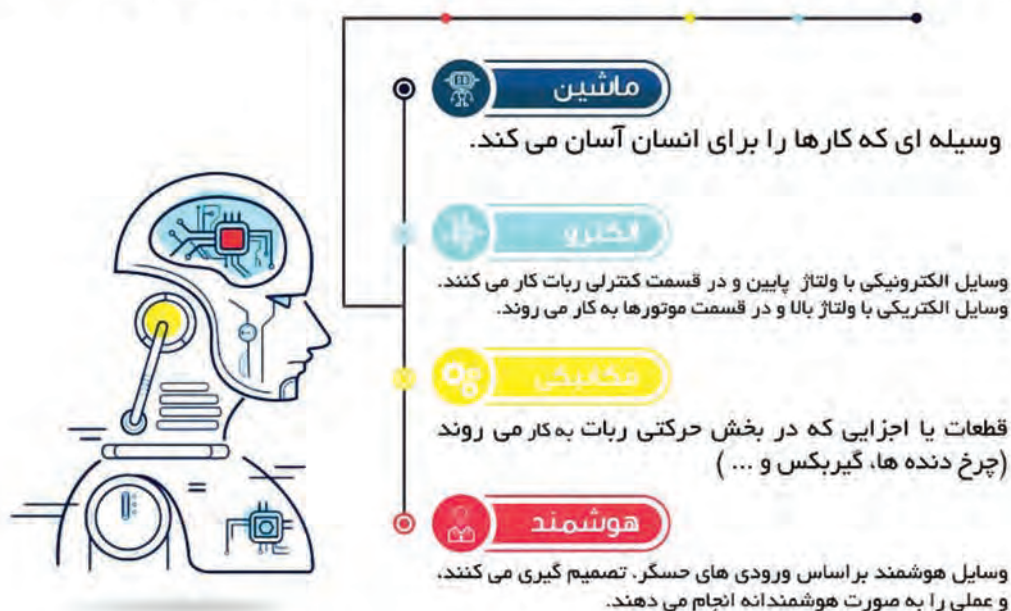 ماشین
وسیله ای که کارها را برای انسان آسان می کند.
الکترو
وسایل الکترونیکی با ولتاژ پایین و در قسمت کنترلی ربات کار می کنند.
وسایل الکتریکی با ولتاژ بالا و در قسمت موتورها به کار می روند.
مکانیکی
قطعات یا اجزایی که در بخش حرکتی ربات به کار می روند
(چرخ دنده ها، گیربکس و ... )
هوشمند
وسایل هوشمند براساس ورودی های حسگر، تصمیم گیری می کنند،
و عملی را به صورت هوشمندانه انجام می دهند.